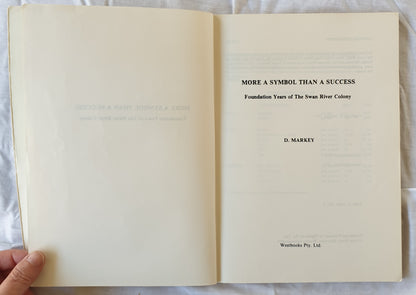 MORE A SYMBOL THAN A SUCCESS
Foundation Years of The Swan River Colony
D. MARKEY
Westbooks Pty. Ltd.